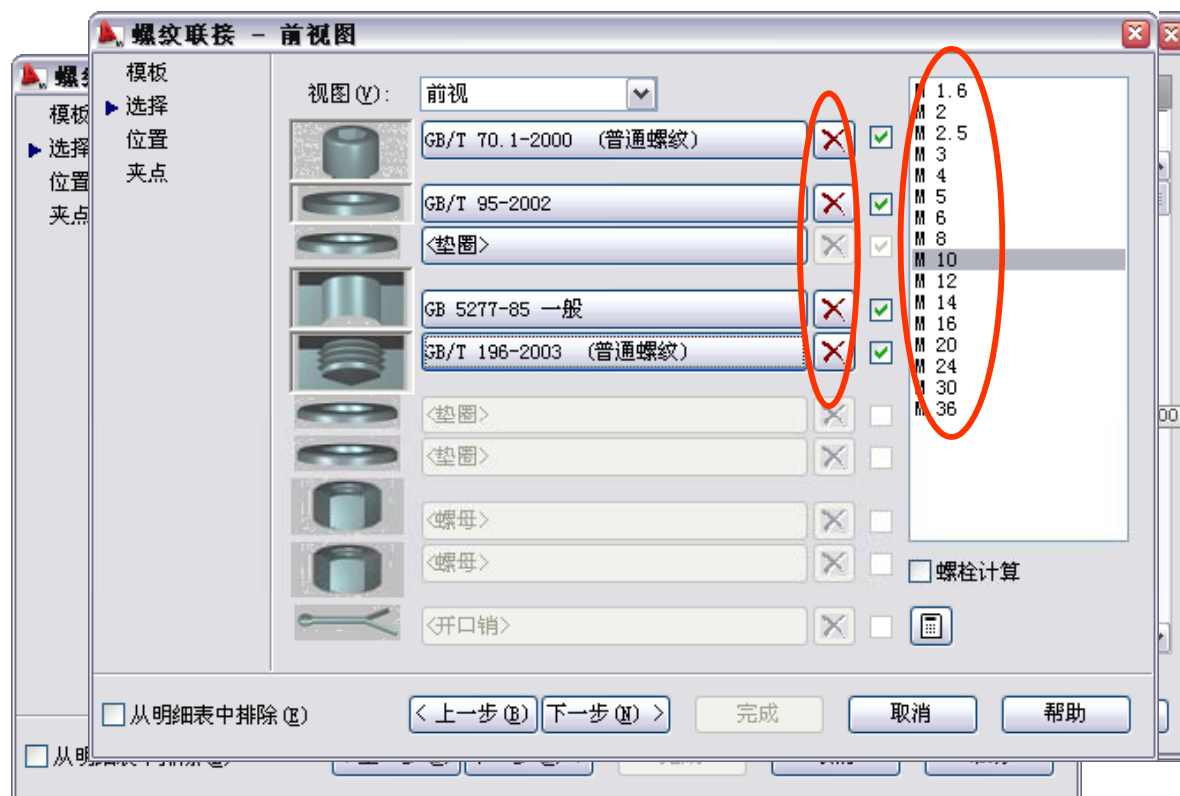 螺纹联接 - 前视图
模板
选择
位置
夹点
视图(V):
前视
GB/T 70.1-2000 (普通螺纹)
GB/T 95-2002
<垫圈>
GB 5277-85 一般
GB/T 196-2003 (普通螺纹)
<垫圈>
<垫圈>
<螺母>
<螺母>
<开口销>
M 1.6
M 2
M 2.5
M 3
M 4
M 5
M 6
M 8
M 10
M 12
M 14
M 16
M 20
M 24
M 30
M 36
螺栓计算
从明细表中排除(E)
< 上一步(B)
下一步(N) >
完成
取消
帮助
螺
模板
选择
位置
夹点
00
从明